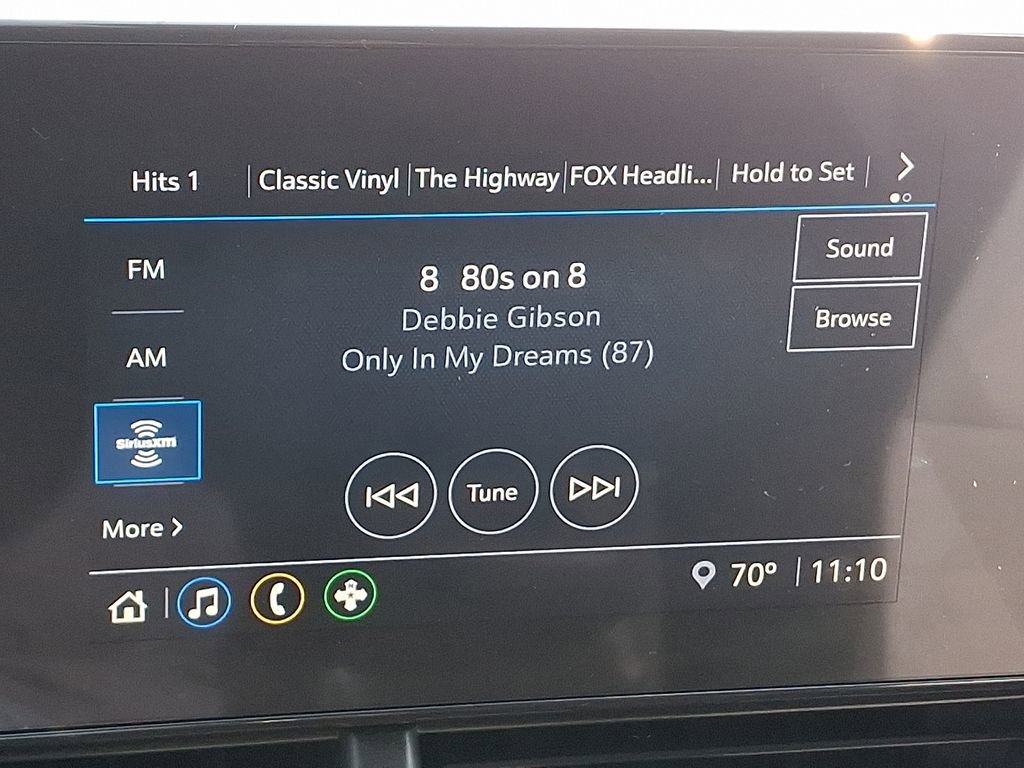 Hits 1 Classic Vinyl The Highway FOX Headli... Hold to Set
FM
AM
SiriusXM
More
8 80s on 8
Debbie Gibson
Only In My Dreams (87)
Tune
Sound
Browse
70° 11:10